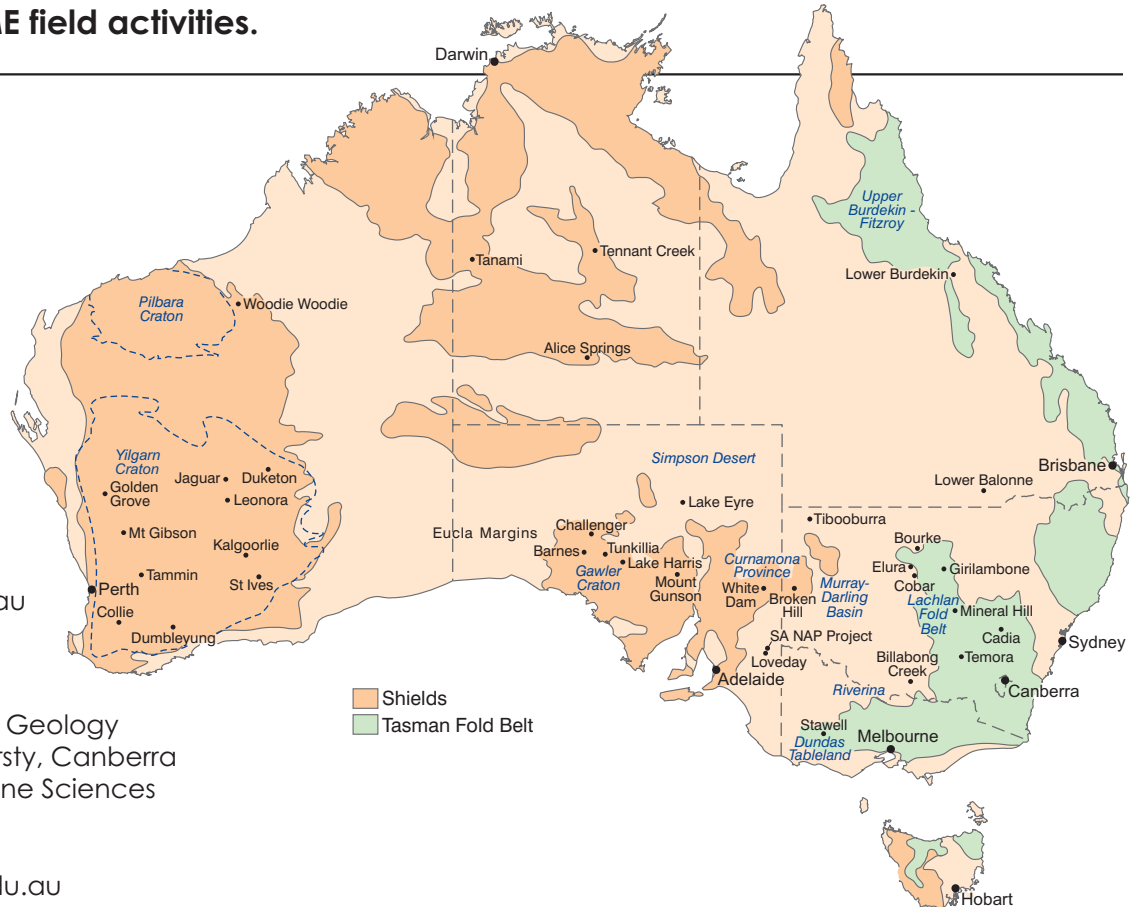 ME field activities.
Darwin
Upper
Burdekin -
Fitzroy
Tennant Creek
Tanami
Lower Burdekin
Pilbara
Craton
Woodie Woodie
Alice Springs
Yilgarn
Craton
Simpson Desert
Brisbane
Jaguar
Duketon
Golden
Grove
Leonora
Lower Balonne
Lake Eyre
Mt Gibson
Eucla Margins
Challenger
Tibooburra
Kalgoorlie
Barnes
Tunkillia
Lake Harris
Gawler
Craton
Mount
Gunson
Curnamona
Province
White
Dam
Broken
Hill
Murray-
Darling
Basin
Bourke
Elura
Girilambone
Cobar
Lachlan
Fold
Belt
Mineral Hill
Tammin
St Ives
Perth
au
Collie
Dumbleyung
Cadia
Sydney
SA NAP Project
Loveday
Billabong
Creek
Temora
Adelaide
Riverina
Canberra
Shields
Tasman Fold Belt
Geology
rsty, Canberra
ne Sciences
Stawell
Dundas
Tableland
Melbourne
du.au
Hobart